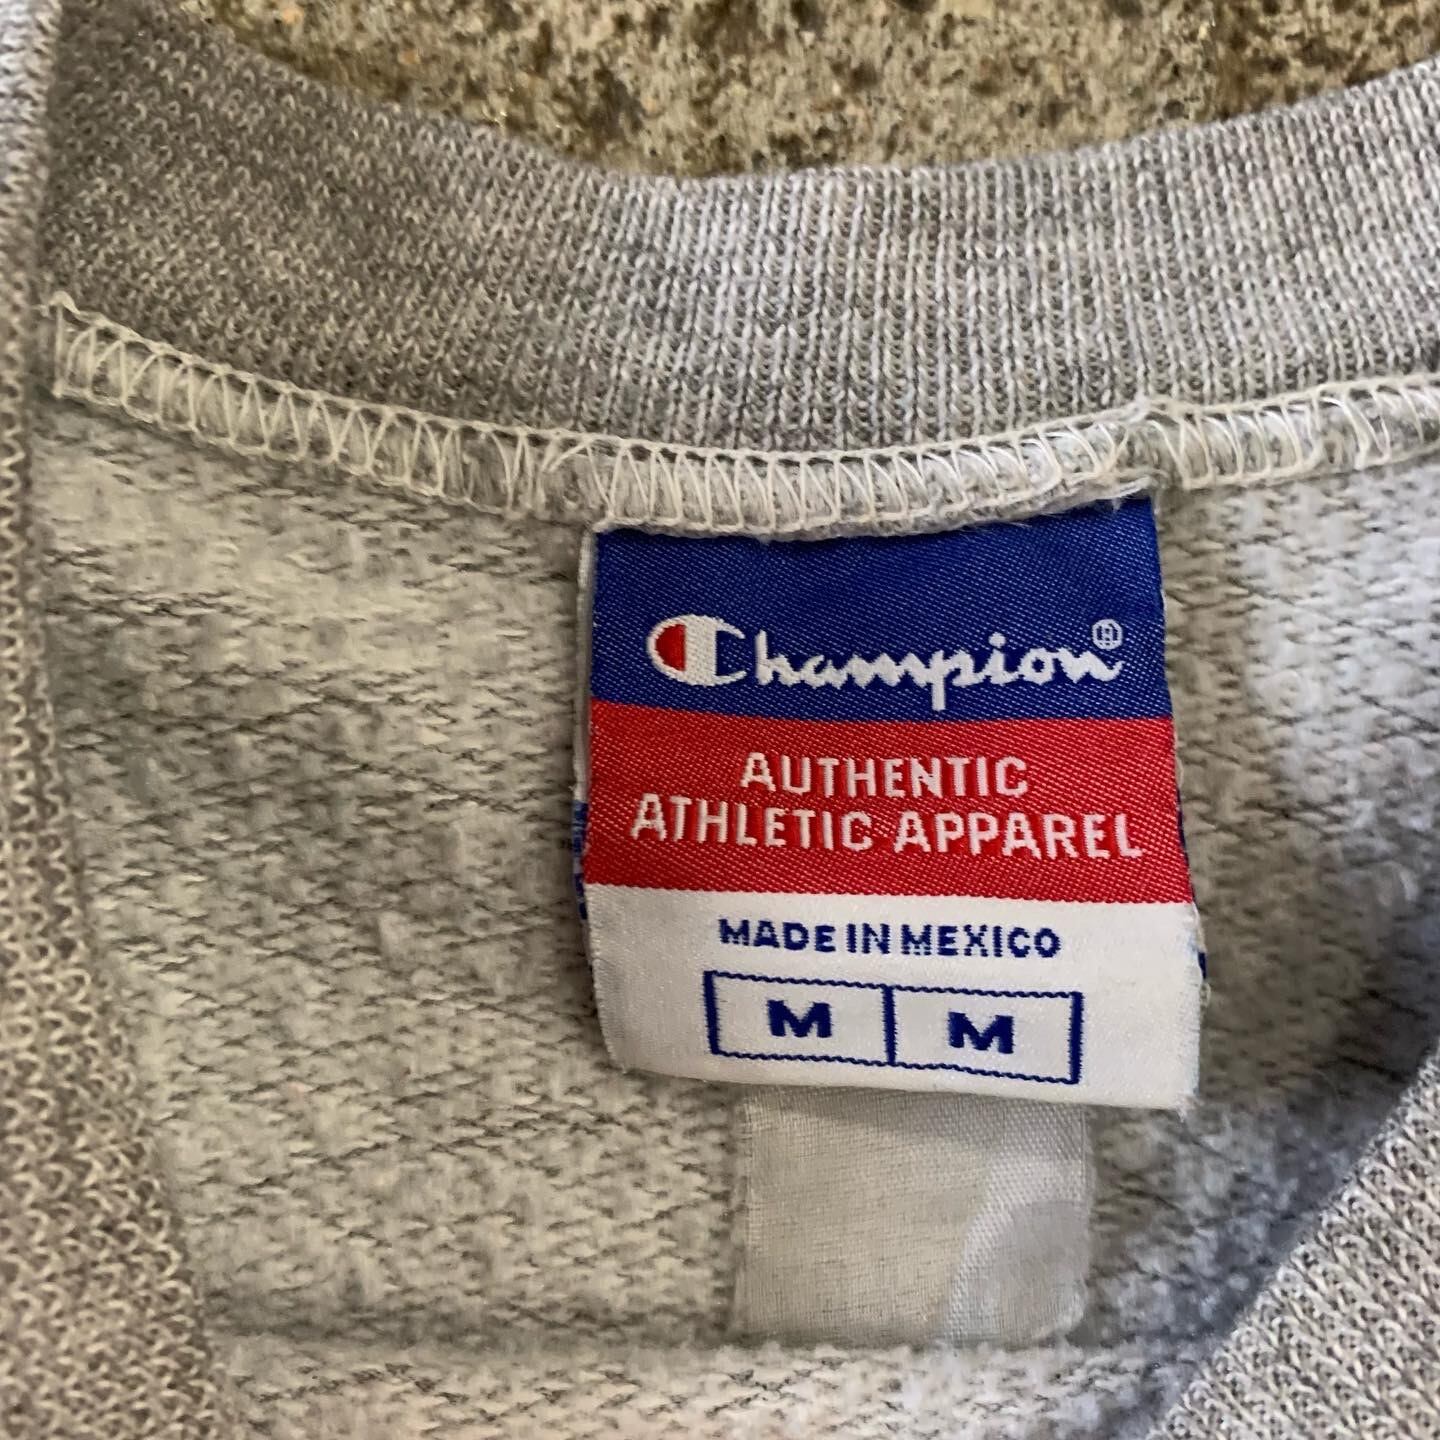 Champion®
AUTHENTIC
ATHLETIC APPAREL
MADE IN MEXICO
M M